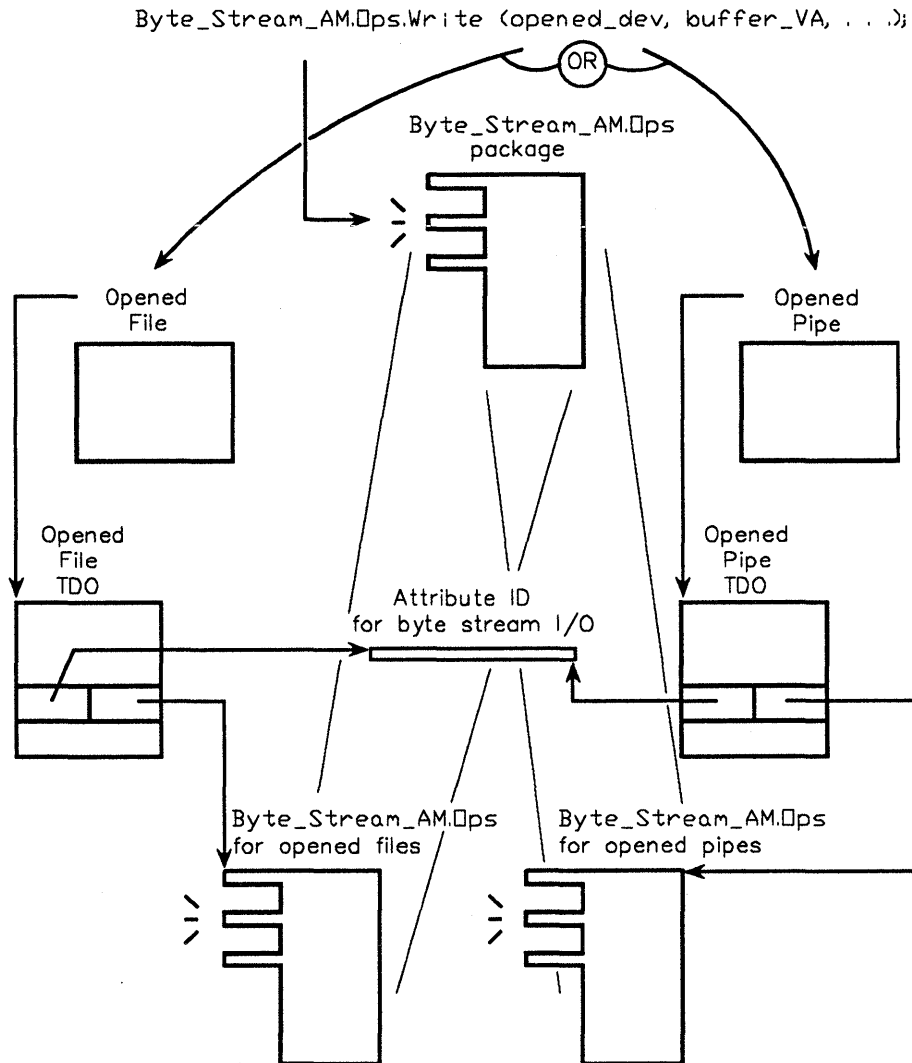 Byte_Stream_AM.Ops.Write (opened_dev, buffer_VA, . . .);
OR
Byte_Stream_AM.Ops
package
Opened
File
Opened
Pipe
Opened
File
TDO
Opened
Pipe
TDO
Attribute ID
for byte stream I/O
Byte_Stream_AM.Ops
for opened files
Byte_Stream_AM.Ops
for opened pipes